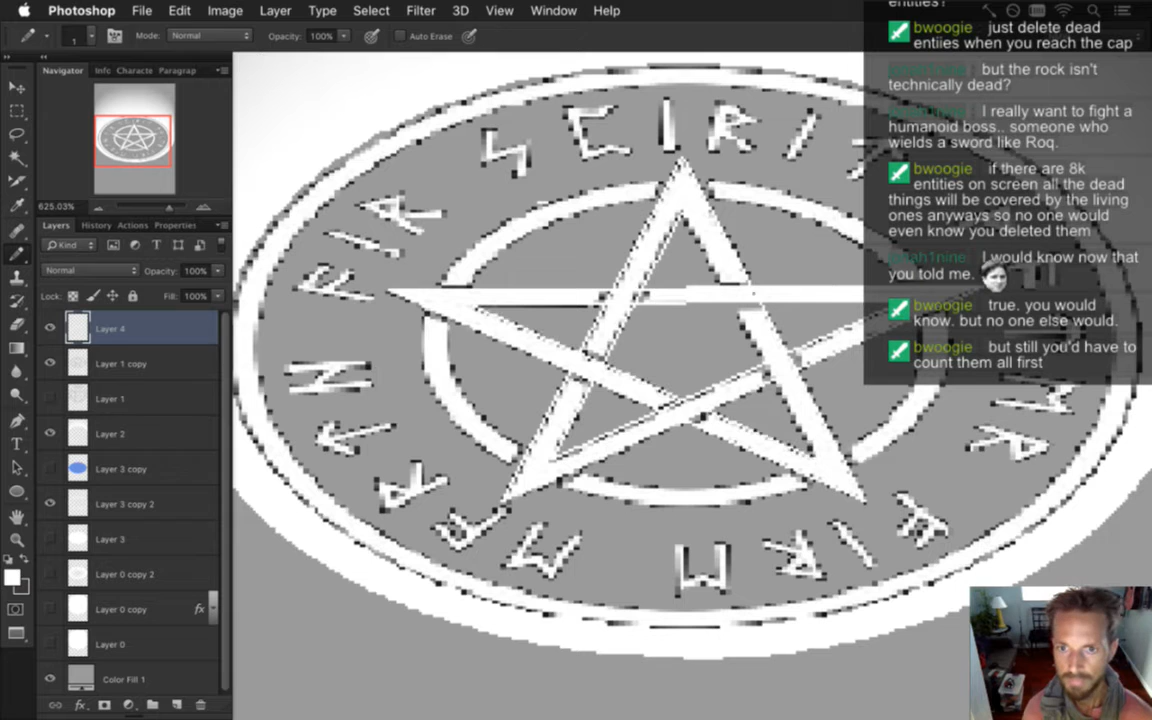 Photoshop File Edit Image Layer Type Select Filter 3D View Window Help
1 Mode: Normal Opacity: 100% Auto Erase
Navigator Info Characte Paragrap
625.03%
Layers History Actions Properties
Kind
Normal Opacity: 100%
Lock: Fill: 100%
Layer 4
Layer 1 copy
Layer 1
Layer 2
Layer 3 copy
Layer 3 copy 2
Layer 3
Layer 0 copy 2
Layer 0 copy fx
Layer 0
Color Fill 1
fx
entities?
bwoogie just delete dead
entiies when you reach the cap
but the rock isn't
technically dead?
I really want to fight a
humanoid boss.. someone who
wields a sword like Roq.
bwoogie if there are 8k
entities on screen all the dead
things will be covered by the living
ones anyways so no one would
even know you deleted them
I would know now that
you told me.
bwoogie true. you would
know. but no one else would.
bwoogie but still you'd have to
count them all first